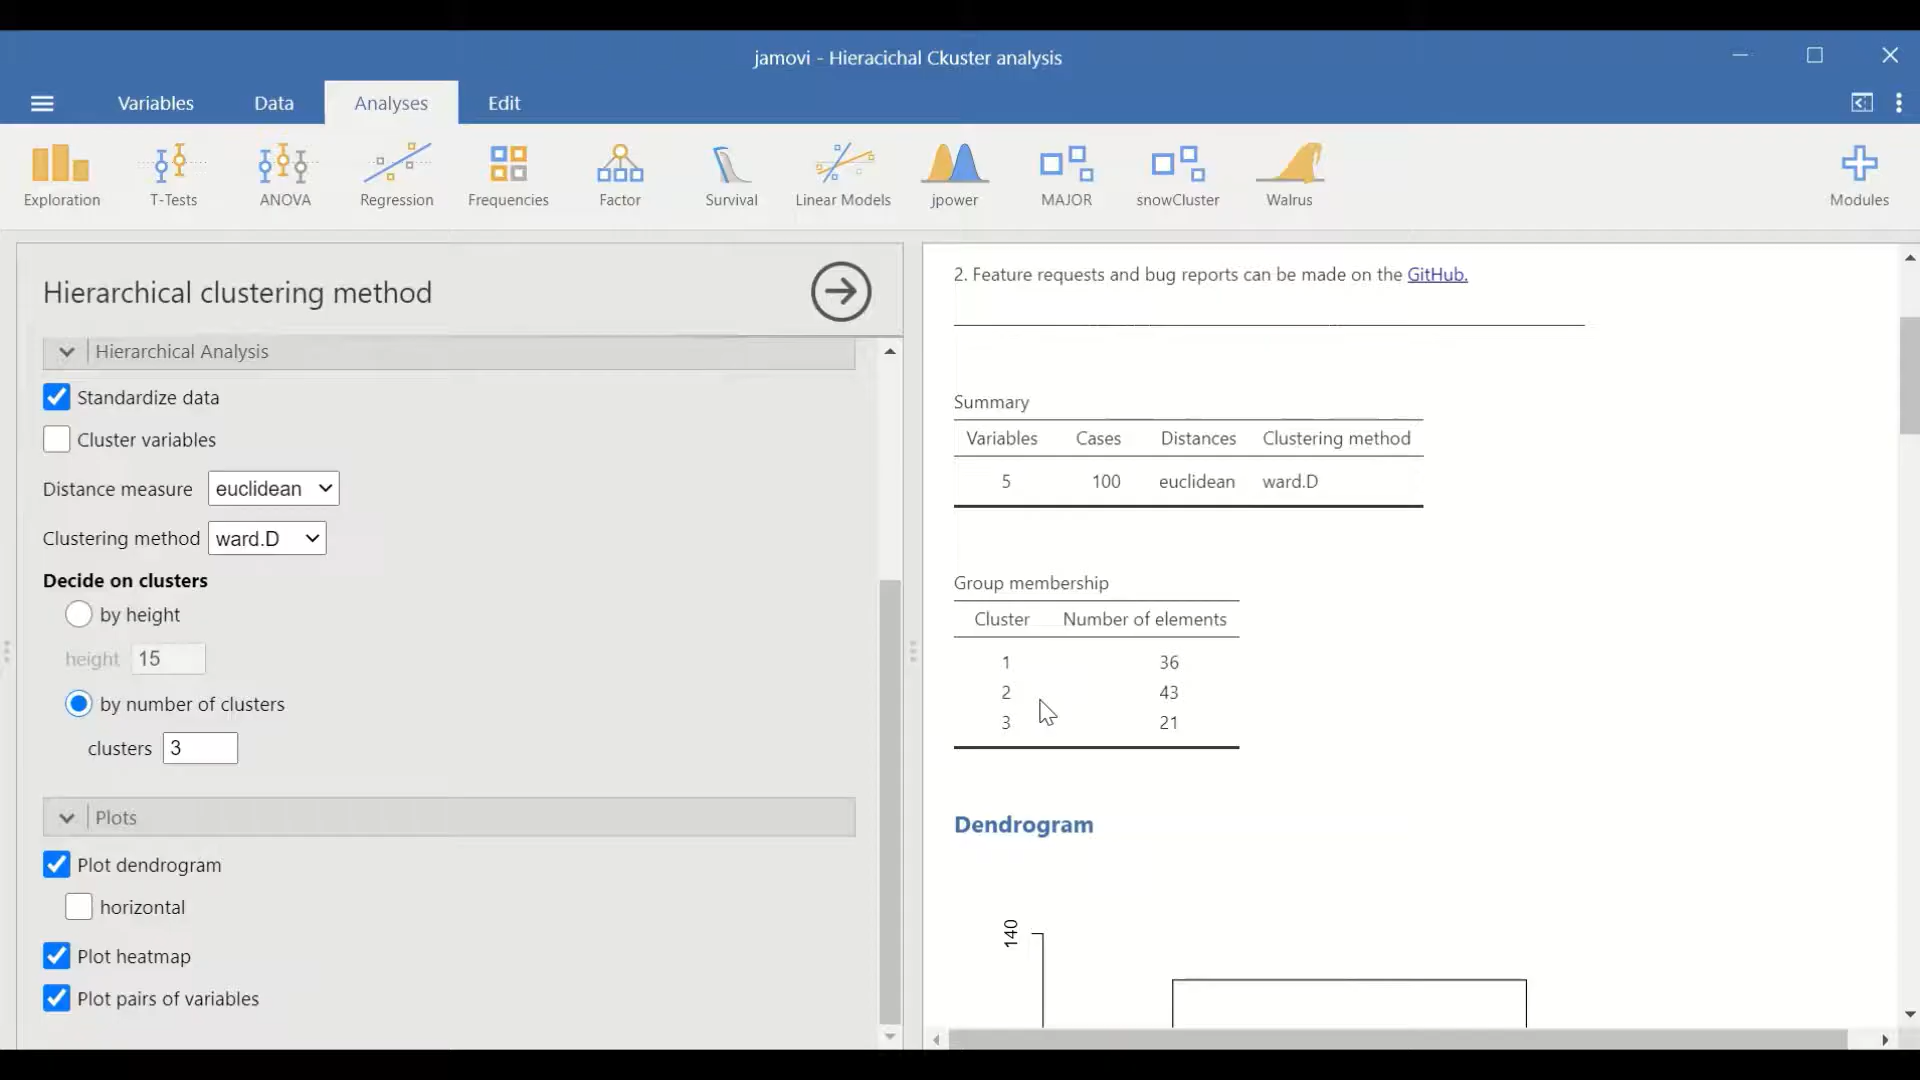 jamovi - Hieracichal Ckuster analysis
Variables Data Analyses Edit
Exploration T-Tests ANOVA Regression Frequencies Factor Survival Linear Models jpower MAJOR snowCluster Walrus Modules
Hierarchical clustering method
Hierarchical Analysis
Standardize data
Cluster variables
Distance measure euclidean
Clustering method ward.D
Decide on clusters
by height
height 15
by number of clusters
clusters 3
Plots
Plot dendrogram
horizontal
Plot heatmap
Plot pairs of variables
2. Feature requests and bug reports can be made on the GitHub.
Summary
Variables Cases Distances Clustering method
5 100 euclidean ward.D
Group membership
Cluster Number of elements
1 36
2 43
3 21
Dendrogram
140